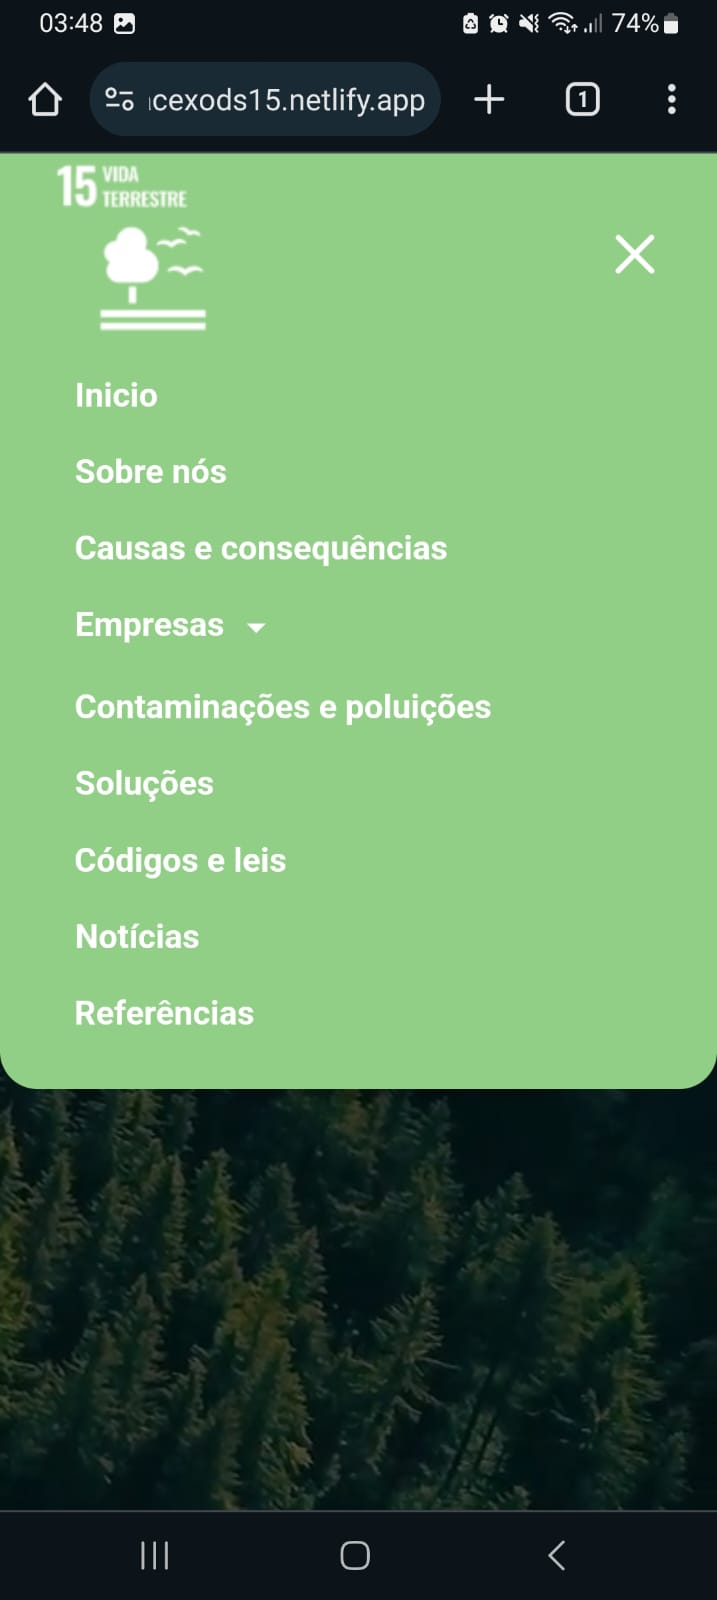 03:48
74%
cexods15.netlify.app
1
15 VIDA
TERRESTRE
Inicio
Sobre nós
Causas e consequências
Empresas
Contaminações e poluições
Soluções
Códigos e leis
Notícias
Referências